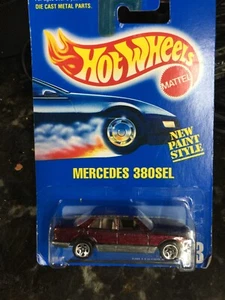 DIE CAST METAL PARTS.
Hot Wheels
MATTEL
NEW
PAINT
STYLE
MERCEDES 380SEL